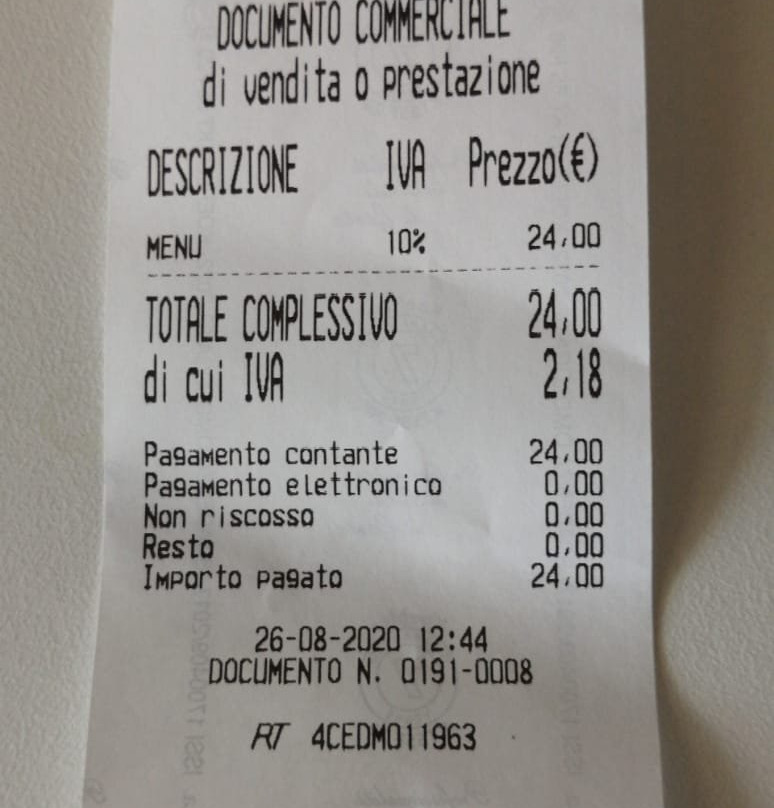 DOCUMENTO COMMERCIALE
di vendita o prestazione
DESCRIZIONE IVA Prezzo(€)
MENU 10% 24,00
TOTALE COMPLESSIVO 24,00
di cui IVA 2,18
Pagamento contante 24,00
Pagamento elettronico 0,00
Non riscosso 0,00
Resto 0,00
Importo pagato 24,00
26-08-2020 12:44
DOCUMENTO N. 0191-0008
RT 4CEDM011963